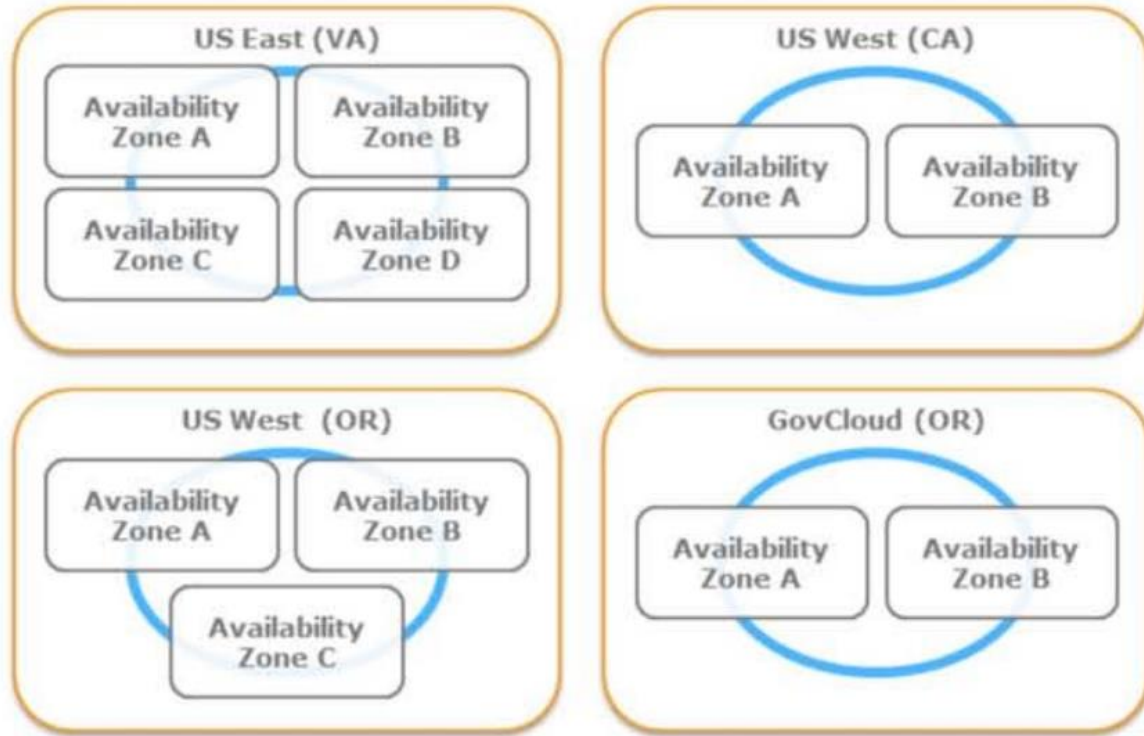 US East (VA)
Availability
Zone A
Availability
Zone B
Availability
Zone C
Availability
Zone D
US West (CA)
Availability
Zone A
Availability
Zone B
US West (OR)
Availability
Zone A
Availability
Zone B
Availability
Zone C
GovCloud (OR)
Availability
Zone A
Availability
Zone B